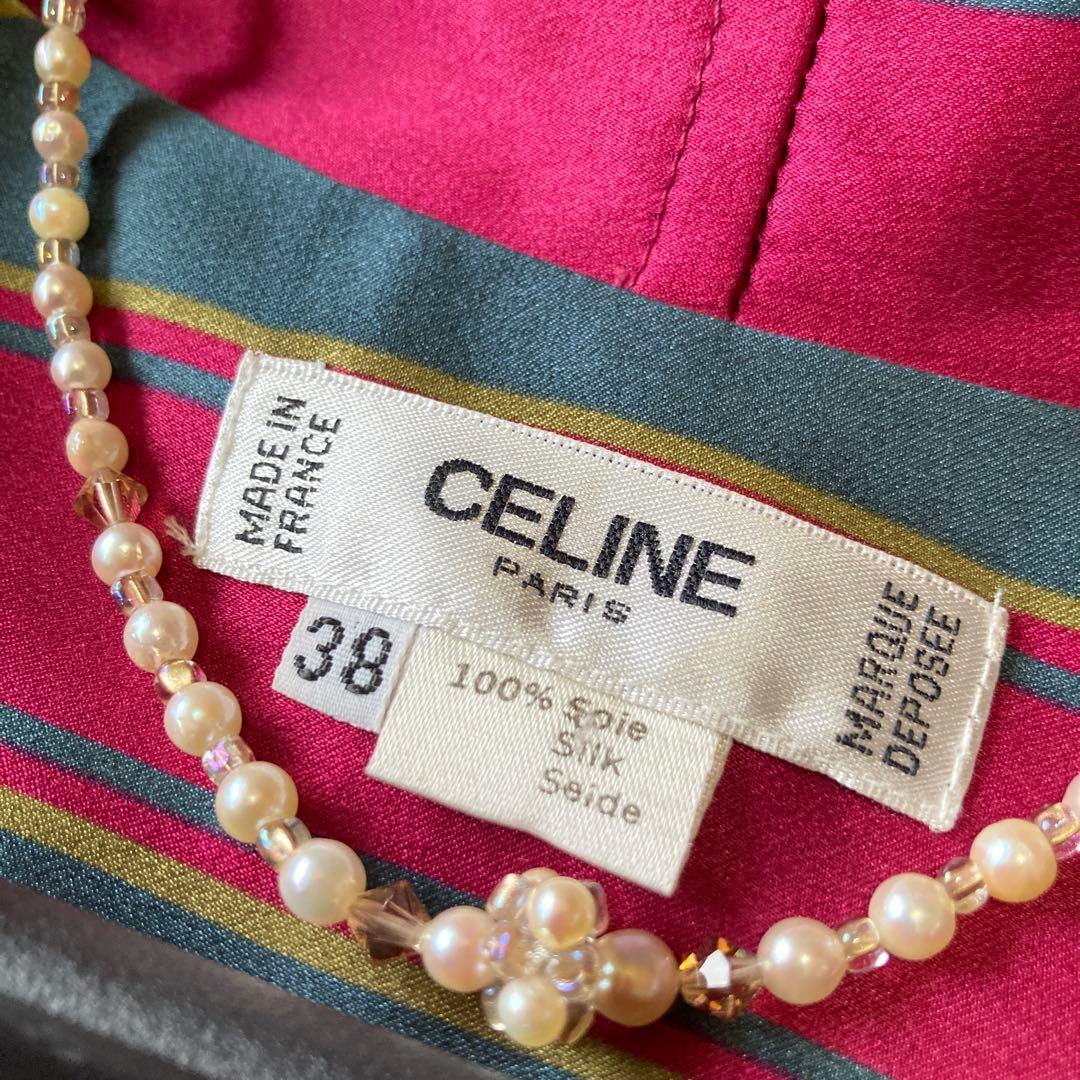 MADE IN
FRANCE
CELINE
PARIS
MARQUE
DEPOSEE
38
100% Soie
Silk
Seide